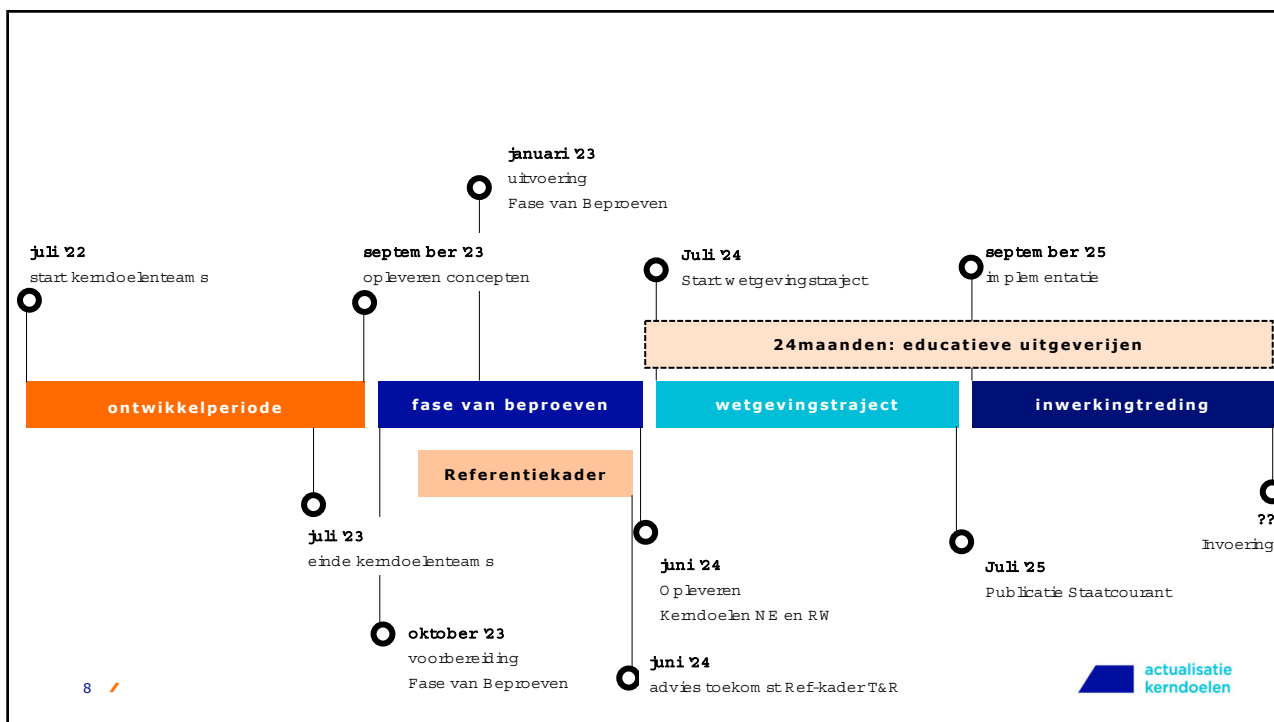 januari '23
uitvoering
Fase van Beproeven
juli '22
start kerndoelenteams
september '23
opleveren concepten
Juli '24
Start wetgevingstraject
september '25
implementatie
24maanden: educatieve uitgeverijen
ontwikkelperiode
fase van beproeven
wetgevingstraject
inwerkingtreding
Referentiekader
juli '23
einde kerndoelenteams
juni '24
Opleveren
Kerndoelen NE en RW
Juli '25
Publicatie Staatcourant
??
Invoering
oktober '23
voorbereiding
Fase van Beproeven
juni '24
advies toekomst Ref-kader T&R
8
actualisatie
kerndoelen